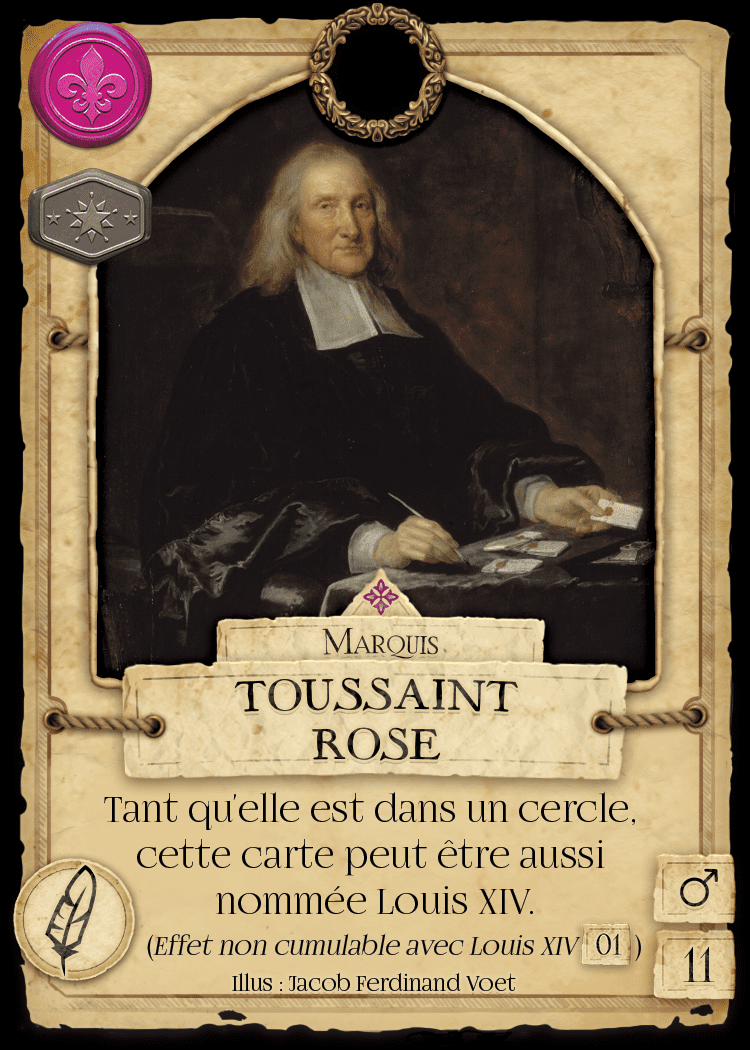 Marquis
TOUSSAINT
ROSE
Tant qu'elle est dans un cercle,
cette carte peut être aussi
nommée Louis XIV.
(Effet non cumulable avec Louis XIV 01 )
Illus : Jacob Ferdinand Voet
♂
11